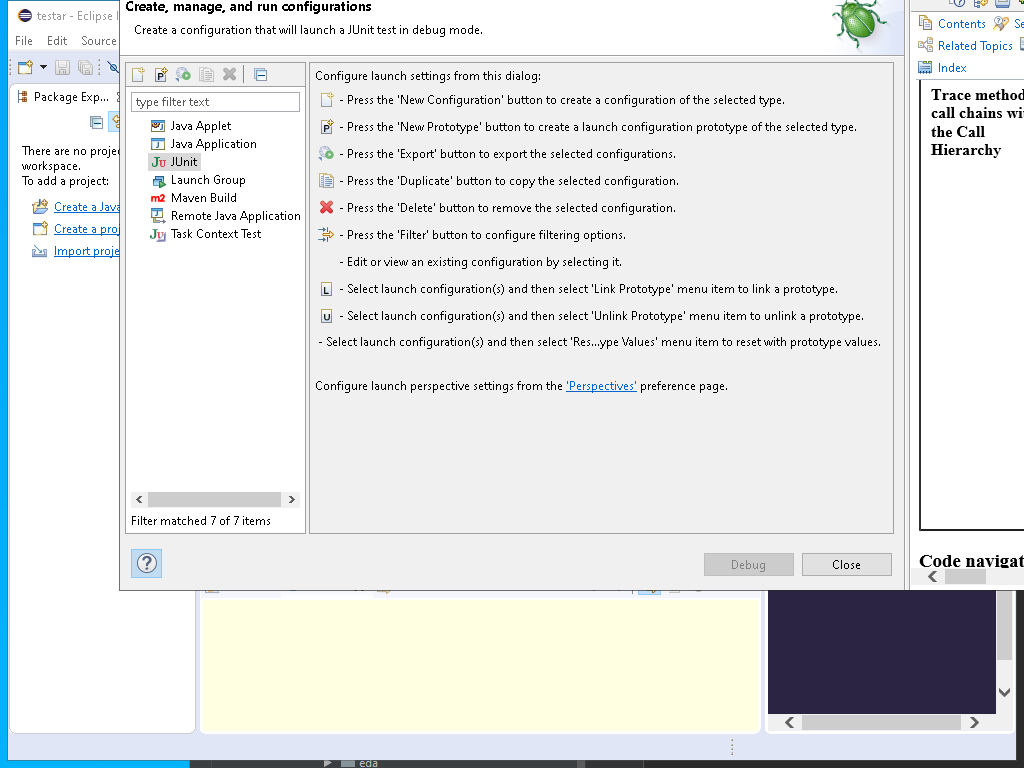 testar - Eclipse I
File Edit Source
Package Exp...
There are no proje
workspace.
To add a project:
Create a Java
Create a proj
Import proje
Create, manage, and run configurations
Create a configuration that will launch a JUnit test in debug mode.
type filter text
Java Applet
Java Application
JUnit
Launch Group
Maven Build
Remote Java Application
Task Context Test
Filter matched 7 of 7 items
Configure launch settings from this dialog:
- Press the 'New Configuration' button to create a configuration of the selected type.
- Press the 'New Prototype' button to create a launch configuration prototype of the selected type.
- Press the 'Export' button to export the selected configurations.
- Press the 'Duplicate' button to copy the selected configuration.
- Press the 'Delete' button to remove the selected configuration.
- Press the 'Filter' button to configure filtering options.
- Edit or view an existing configuration by selecting it.
- Select launch configuration(s) and then select 'Link Prototype' menu item to link a prototype.
- Select launch configuration(s) and then select 'Unlink Prototype' menu item to unlink a prototype.
- Select launch configuration(s) and then select 'Res...ype Values' menu item to reset with prototype values.
Configure launch perspective settings from the 'Perspectives' preference page.
Debug Close
Contents Se
Related Topics
Index
Trace method
call chains wi
the Call
Hierarchy
Code navigat
eda